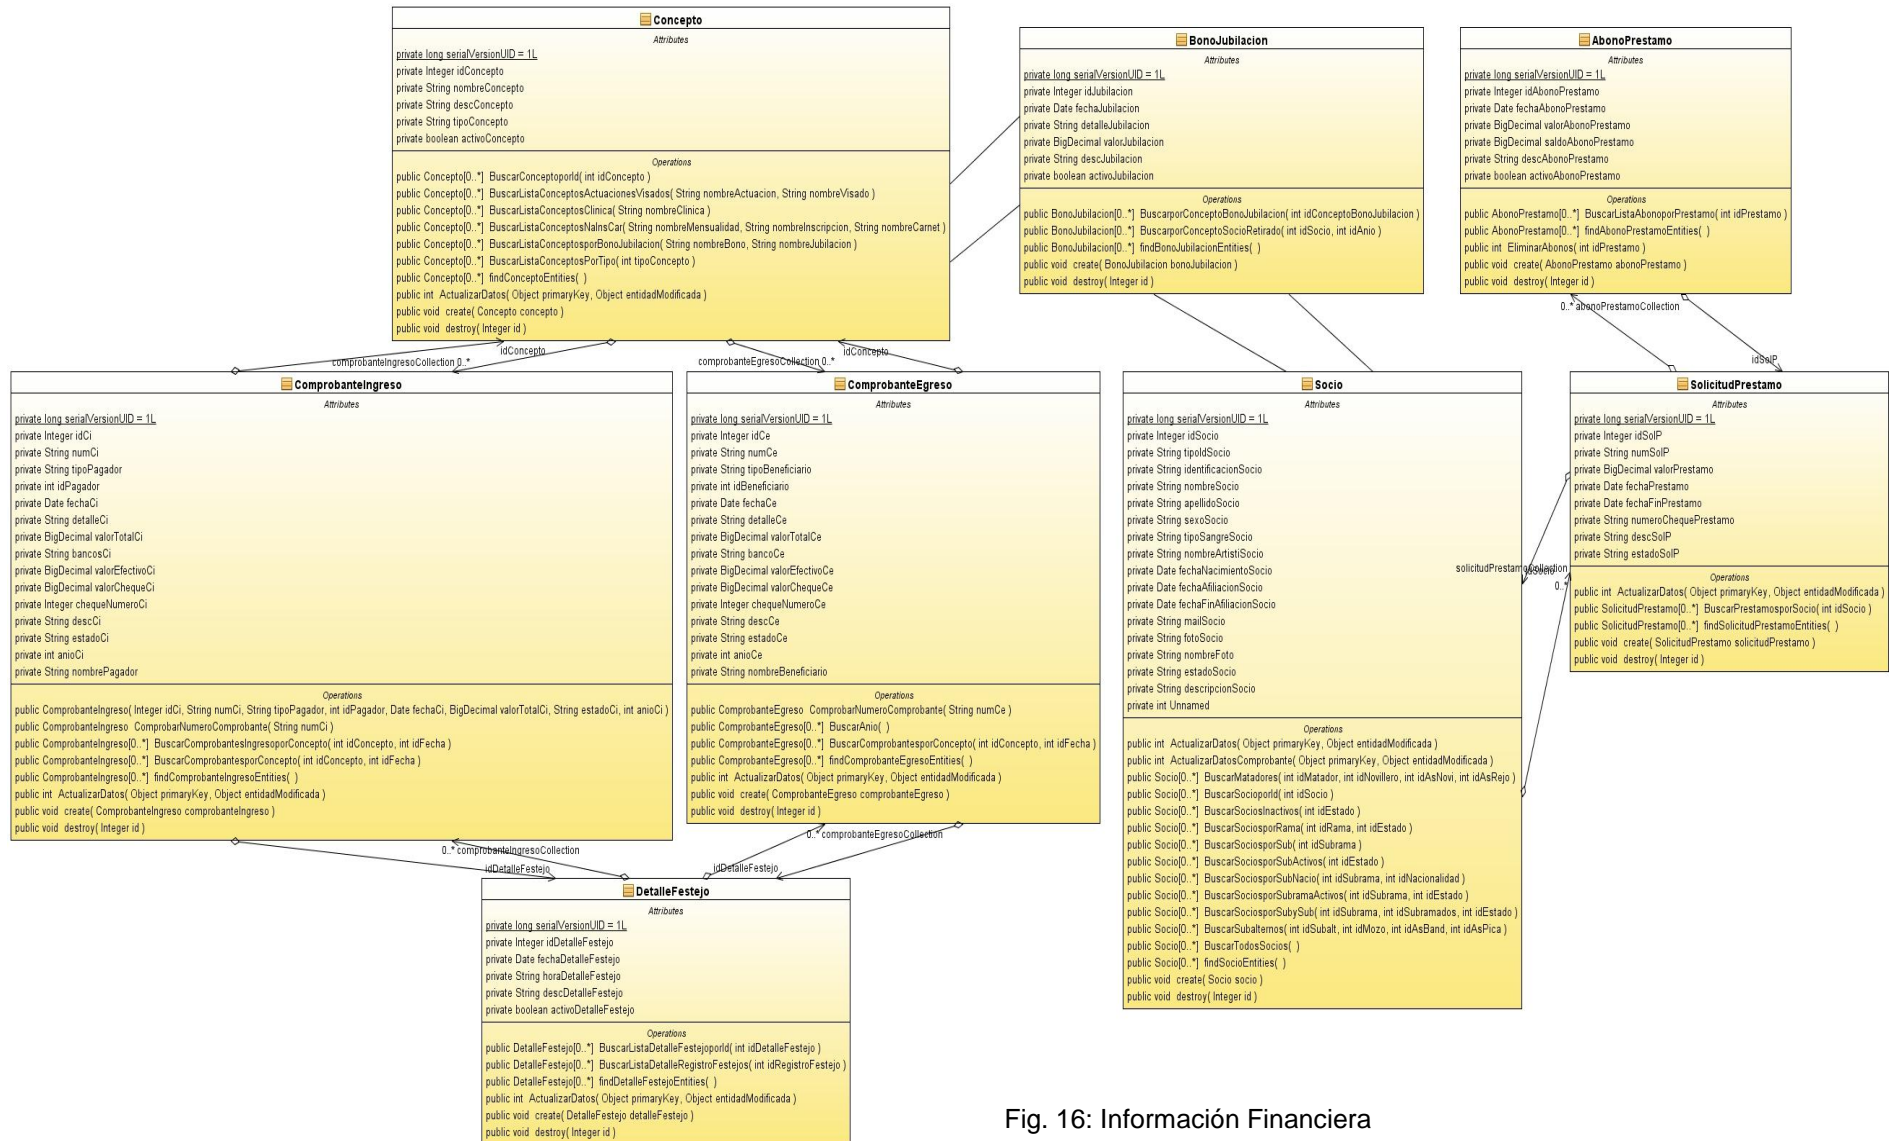 Concepto
Attributes
private long serialVersionUID = 1L
private Integer idConcepto
private String nombreConcepto
private String descConcepto
private String tipoConcepto
private boolean activoConcepto
Operations
public Concepto[0..*]  BuscarConceptoporId( int idConcepto )
public Concepto[0..*]  BuscarListaConceptosActuacionesVisados( String nombreActuacion, String nombreVisado )
public Concepto[0..*]  BuscarListaConceptosClinica( String nombreClinica )
public Concepto[0..*]  BuscarListaConceptosNaInsCar( String nombreMensualidad, String nombreInscripcion, String nombreCarnet )
public Concepto[0..*]  BuscarListaConceptosporBonoJubilacion( String nombreBono, String nombreJubilacion )
public Concepto[0..*]  BuscarListaConceptosPorTipo( int tipoConcepto )
public Concepto[0..*]  findConceptoEntities(  )
public int  ActualizarDatos( Object primaryKey, Object entidadModificada )
public void  create( Concepto concepto )
public void  destroy( Integer id )
BonoJubilacion
Attributes
private long serialVersionUID = 1L
private Integer idJubilacion
private Date fechaJubilacion
private String detalleJubilacion
private BigDecimal valorJubilacion
private String descJubilacion
private boolean activoJubilacion
Operations
public BonoJubilacion[0..*]  BuscarporConceptoBonoJubilacion( int idConceptoBonoJubilacion )
public BonoJubilacion[0..*]  BuscarporConceptoSocioRetirado( int idSocio, int idAnio )
public BonoJubilacion[0..*]  findBonoJubilacionEntities(  )
public void  create( BonoJubilacion bonoJubilacion )
public void  destroy( Integer id )
AbonoPrestamo
Attributes
private long serialVersionUID = 1L
private Integer idAbonoPrestamo
private Date fechaAbonoPrestamo
private BigDecimal valorAbonoPrestamo
private BigDecimal saldoAbonoPrestamo
private String descAbonoPrestamo
private boolean activoAbonoPrestamo
Operations
public AbonoPrestamo[0..*]  BuscarListaAbonoporPrestamo( int idPrestamo )
public AbonoPrestamo[0..*]  findAbonoPrestamoEntities(  )
public int  EliminarAbonos( int idPrestamo )
public void  create( AbonoPrestamo abonoPrestamo )
public void  destroy( Integer id )
0..* abonoPrestamoCollection
idSolP
comprobanteIngresoCollection 0..*
idConcepto
comprobanteEgresoCollection 0..*
idConcepto
ComprobanteIngreso
Attributes
private long serialVersionUID = 1L
private Integer idCi
private String numCi
private String tipoPagador
private int idPagador
private Date fechaCi
private String detalleCi
private BigDecimal valorTotalCi
private String bancosCi
private BigDecimal valorEfectivoCi
private BigDecimal valorChequeCi
private Integer chequeNumeroCi
private String descCi
private String estadoCi
private int anioCi
private String nombrePagador
Operations
public ComprobanteIngreso( Integer idCi, String numCi, String tipoPagador, int idPagador, Date fechaCi, BigDecimal valorTotalCi, String estadoCi, int anioCi )
public ComprobanteIngreso  ComprobarNumeroComprobante( String numCi )
public ComprobanteIngreso[0..*]  BuscarComprobantesIngresoporConcepto( int idConcepto, int idFecha )
public ComprobanteIngreso[0..*]  BuscarComprobantesporConcepto( int idConcepto, int idFecha )
public ComprobanteIngreso[0..*]  findComprobanteIngresoEntities(  )
public int  ActualizarDatos( Object primaryKey, Object entidadModificada )
public void  create( ComprobanteIngreso comprobanteIngreso )
public void  destroy( Integer id )
ComprobanteEgreso
Attributes
private long serialVersionUID = 1L
private Integer idCe
private String numCe
private String tipoBeneficiario
private int idBeneficiario
private Date fechaCe
private String detalleCe
private BigDecimal valorTotalCe
private String bancoCe
private BigDecimal valorEfectivoCe
private BigDecimal valorChequeCe
private Integer chequeNumeroCe
private String descCe
private String estadoCe
private int anioCe
private String nombreBeneficiario
Operations
public ComprobanteEgreso  ComprobarNumeroComprobante( String numCe )
public ComprobanteEgreso[0..*]  BuscarAnio(  )
public ComprobanteEgreso[0..*]  BuscarComprobantesporConcepto( int idConcepto, int idFecha )
public ComprobanteEgreso[0..*]  findComprobanteEgresoEntities(  )
public int  ActualizarDatos( Object primaryKey, Object entidadModificada )
public void  create( ComprobanteEgreso comprobanteEgreso )
public void  destroy( Integer id )
Socio
Attributes
private long serialVersionUID = 1L
private Integer idSocio
private String tipoIdSocio
private String identificacionSocio
private String nombreSocio
private String apellidoSocio
private String sexoSocio
private String tipoSangreSocio
private String nombreArtistiSocio
private Date fechaNacimientoSocio
private Date fechaAfiliacionSocio
private Date fechaFinAfiliacionSocio
private String mailSocio
private String fotoSocio
private String nombreFoto
private String estadoSocio
private String descripcionSocio
private int Unnamed
Operations
public int  ActualizarDatos( Object primaryKey, Object entidadModificada )
public int  ActualizarDatosComprobante( Object primaryKey, Object entidadModificada )
public Socio[0..*]  BuscarMatadores( int idMatador, int idNovillero, int idAsNovi, int idAsRejo )
public Socio[0..*]  BuscarSocioporId( int idSocio )
public Socio[0..*]  BuscarSociosInactivos( int idEstado )
public Socio[0..*]  BuscarSociosporRama( int idRama, int idEstado )
public Socio[0..*]  BuscarSociosporSub( int idSubrama )
public Socio[0..*]  BuscarSociosporSubActivos( int idEstado )
public Socio[0..*]  BuscarSociosporSubNacio( int idSubrama, int idNacionalidad )
public Socio[0..*]  BuscarSociosporSubramaActivos( int idSubrama, int idEstado )
public Socio[0..*]  BuscarSociosporSubySub( int idSubrama, int idSubramados, int idEstado )
public Socio[0..*]  BuscarSubalternos( int idSubalt, int idMozo, int idAsBand, int idAsPica )
public Socio[0..*]  BuscarTodosSocios(  )
public Socio[0..*]  findSocioEntities(  )
public void  create( Socio socio )
public void  destroy( Integer id )
solicitudPrestamoCollection
idSocio
0..*
SolicitudPrestamo
Attributes
private long serialVersionUID = 1L
private Integer idSolP
private String numSolP
private BigDecimal valorPrestamo
private Date fechaPrestamo
private Date fechaFinPrestamo
private String numeroChequePrestamo
private String descSolP
private String estadoSolP
Operations
public int  ActualizarDatos( Object primaryKey, Object entidadModificada )
public SolicitudPrestamo[0..*]  BuscarPrestamosporSocio( int idSocio )
public SolicitudPrestamo[0..*]  findSolicitudPrestamoEntities(  )
public void  create( SolicitudPrestamo solicitudPrestamo )
public void  destroy( Integer id )
0..* comprobanteIngresoCollection
idDetalleFestejo
0..* comprobanteEgresoCollection
idDetalleFestejo
DetalleFestejo
Attributes
private long serialVersionUID = 1L
private Integer idDetalleFestejo
private Date fechaDetalleFestejo
private String horaDetalleFestejo
private String descDetalleFestejo
private boolean activoDetalleFestejo
Operations
public DetalleFestejo[0..*]  BuscarListaDetalleFestejoporId( int idDetalleFestejo )
public DetalleFestejo[0..*]  BuscarListaDetalleRegistroFestejos( int idRegistroFestejo )
public DetalleFestejo[0..*]  findDetalleFestejoEntities(  )
public int  ActualizarDatos( Object primaryKey, Object entidadModificada )
public void  create( DetalleFestejo detalleFestejo )
public void  destroy( Integer id )
Fig. 16: Información Financiera